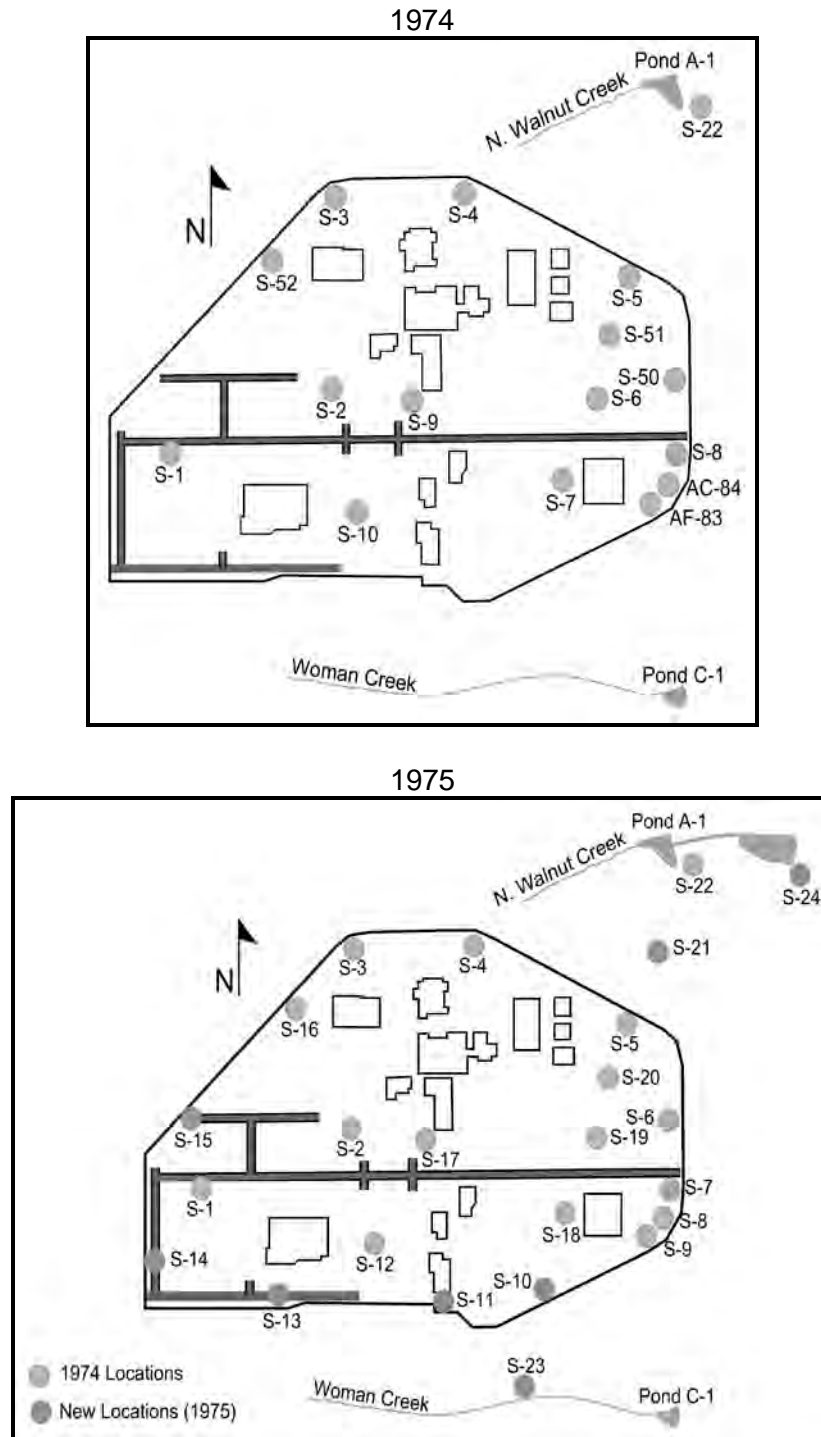 1974
Pond A-1
N. Walnut Creek
S-22
S-3
S-4
N
S-52
S-5
S-51
S-50
S-2
S-9
S-6
S-1
S-8
S-7
AC-84
S-10
AF-83
Woman Creek
Pond C-1
1975
Pond A-1
N. Walnut Creek
S-22
S-24
S-21
N
S-3
S-4
S-16
S-5
S-20
S-15
S-2
S-17
S-19
S-6
S-1
S-7
S-18
S-8
S-14
S-12
S-9
S-10
S-13
S-11
S-23
1974 Locations
New Locations (1975)
Woman Creek
Pond C-1